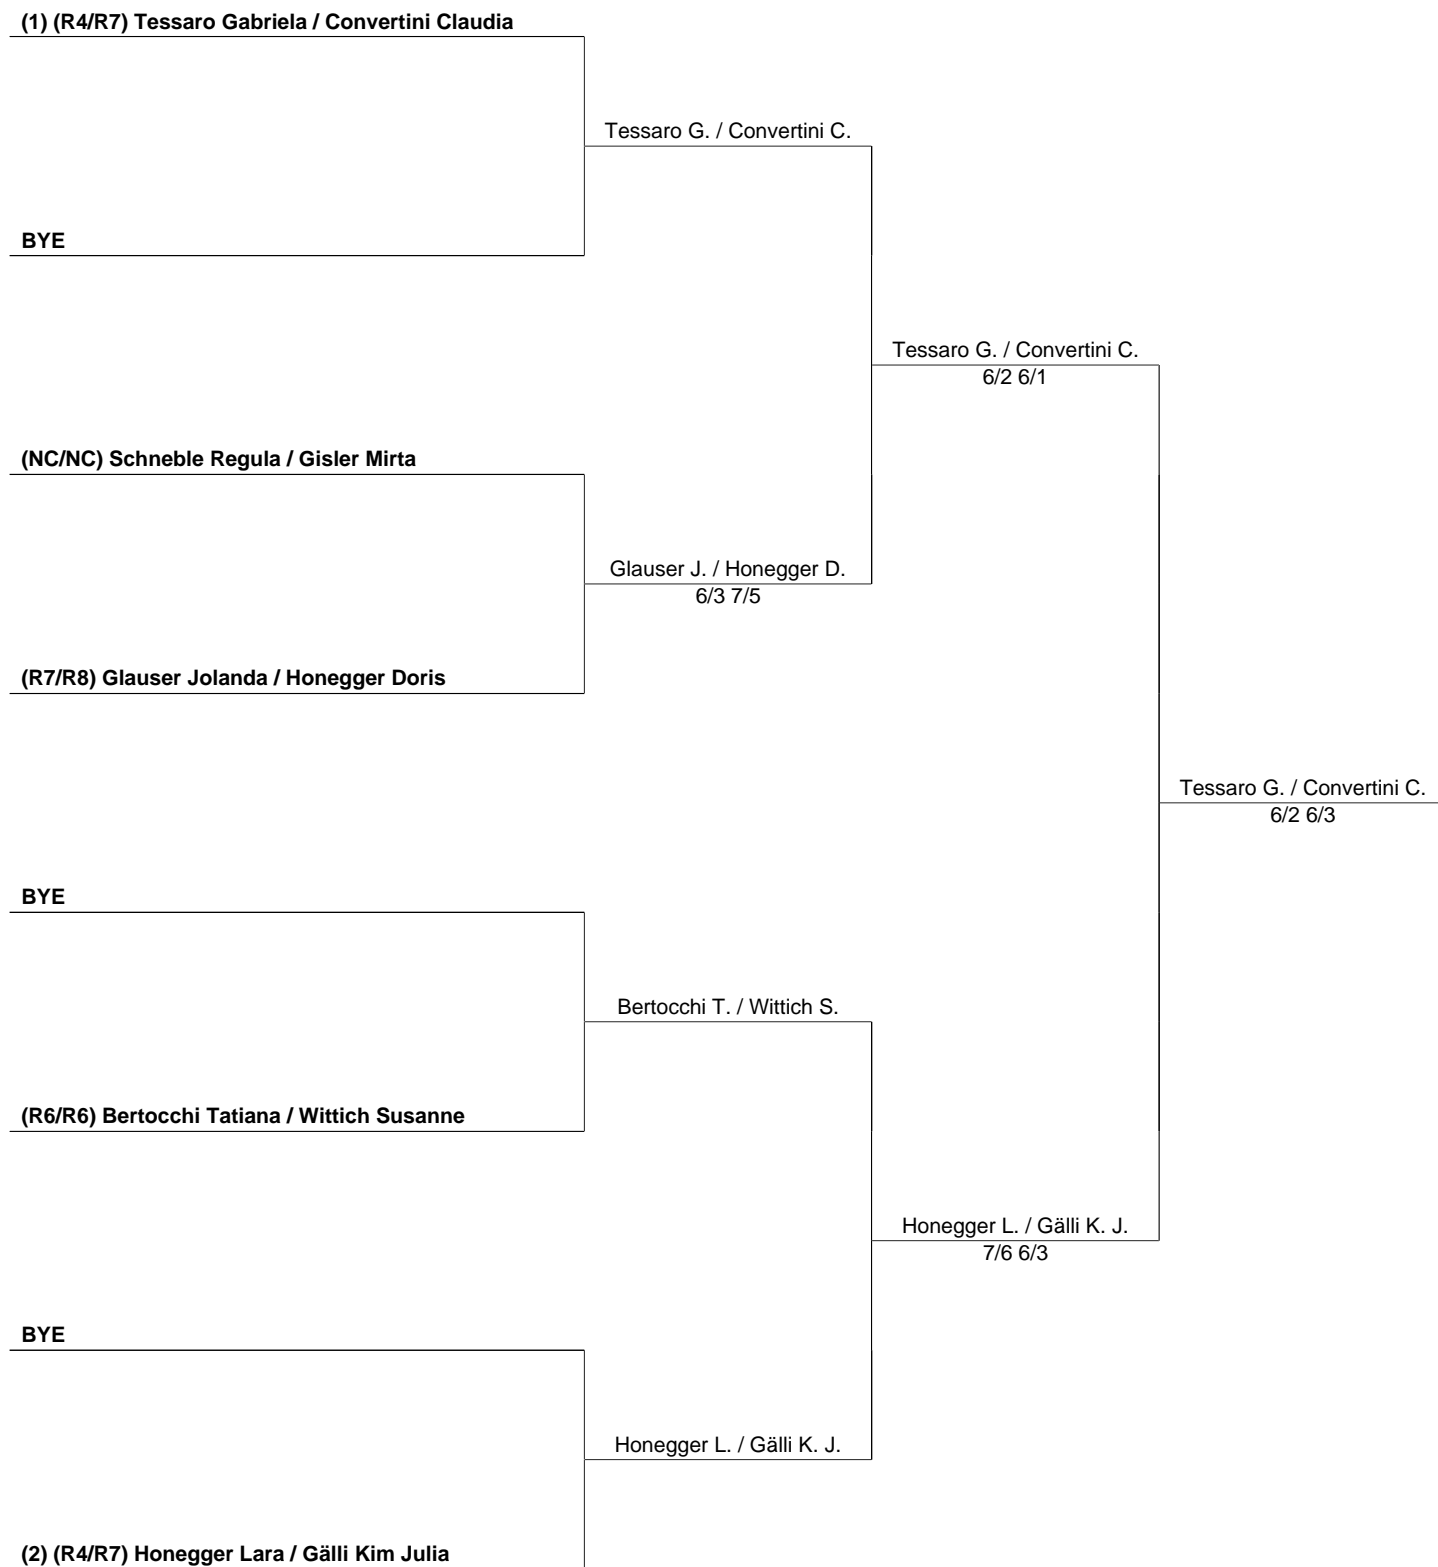 (1) (R4/R7) Tessaro Gabriela / Convertini Claudia
Tessaro G. / Convertini C.
BYE
Tessaro G. / Convertini C.
6/2 6/1
(NC/NC) Schneble Regula / Gisler Mirta
Glauser J. / Honegger D.
6/3 7/5
(R7/R8) Glauser Jolanda / Honegger Doris
Tessaro G. / Convertini C.
6/2 6/3
BYE
Bertocchi T. / Wittich S.
(R6/R6) Bertocchi Tatiana / Wittich Susanne
Honegger L. / Gälli K. J.
7/6 6/3
BYE
Honegger L. / Gälli K. J.
(2) (R4/R7) Honegger Lara / Gälli Kim Julia